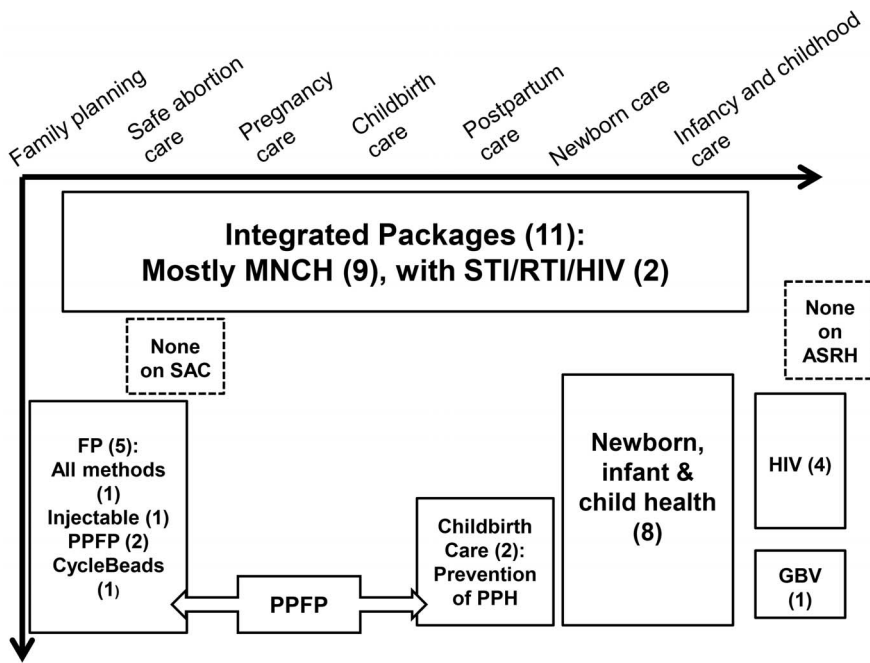 Family planning
Safe abortion
care
Pregnancy
care
Childbirth
care
Postpartum
care
Newborn care
Infancy and childhood
care
Integrated Packages (11):
Mostly MNCH (9), with STI/RTI/HIV (2)
None
on SAC
None
on
ASRH
FP (5):
All methods
(1)
Injectable (1)
PPFP (2)
CycleBeads
(1)
PPFP
Childbirth
Care (2):
Prevention
of PPH
Newborn,
infant &
child health
(8)
HIV (4)
GBV
(1)